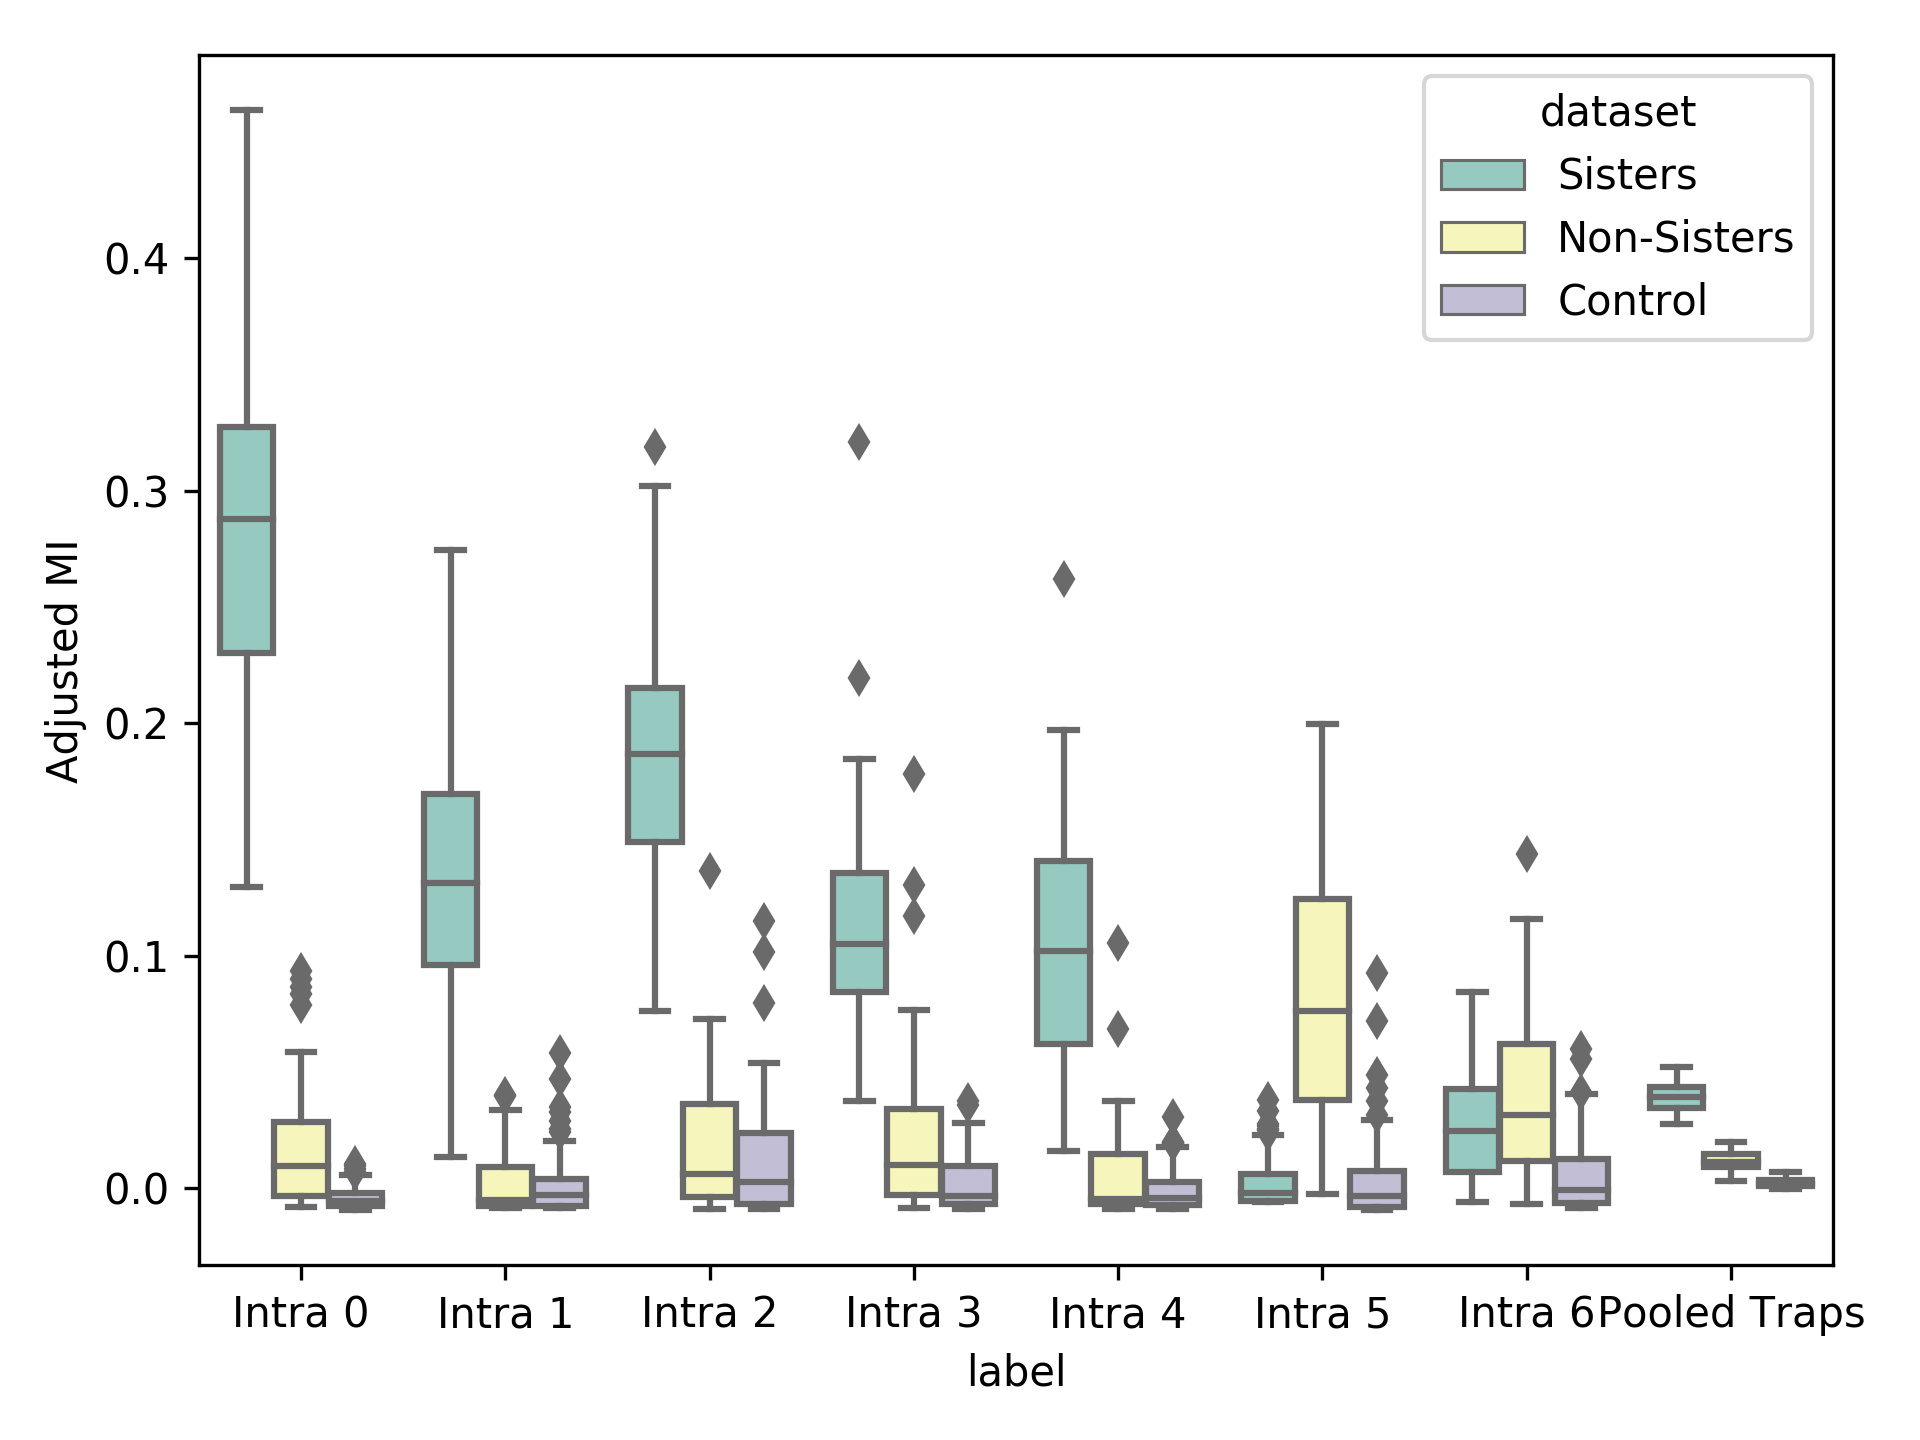 dataset
Sisters
Non-Sisters
Control
Adjusted MI
0.4
0.3
0.2
0.1
0.0
Intra 0 Intra 1 Intra 2 Intra 3 Intra 4 Intra 5 Intra 6 Pooled Traps
label